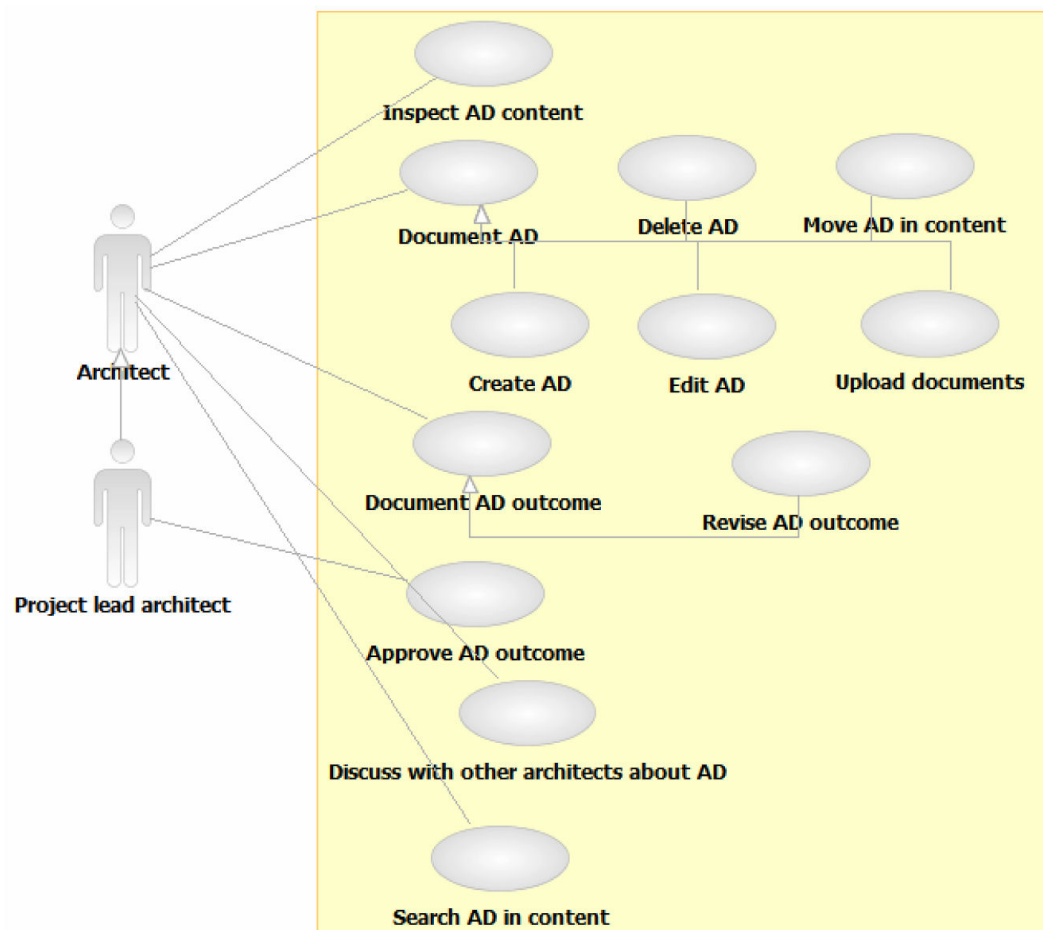 Inspect AD content
Document AD
Delete AD
Move AD in content
Architect
Create AD
Edit AD
Upload documents
Document AD outcome
Revise AD outcome
Project lead architect
Approve AD outcome
Discuss with other architects about AD
Search AD in content